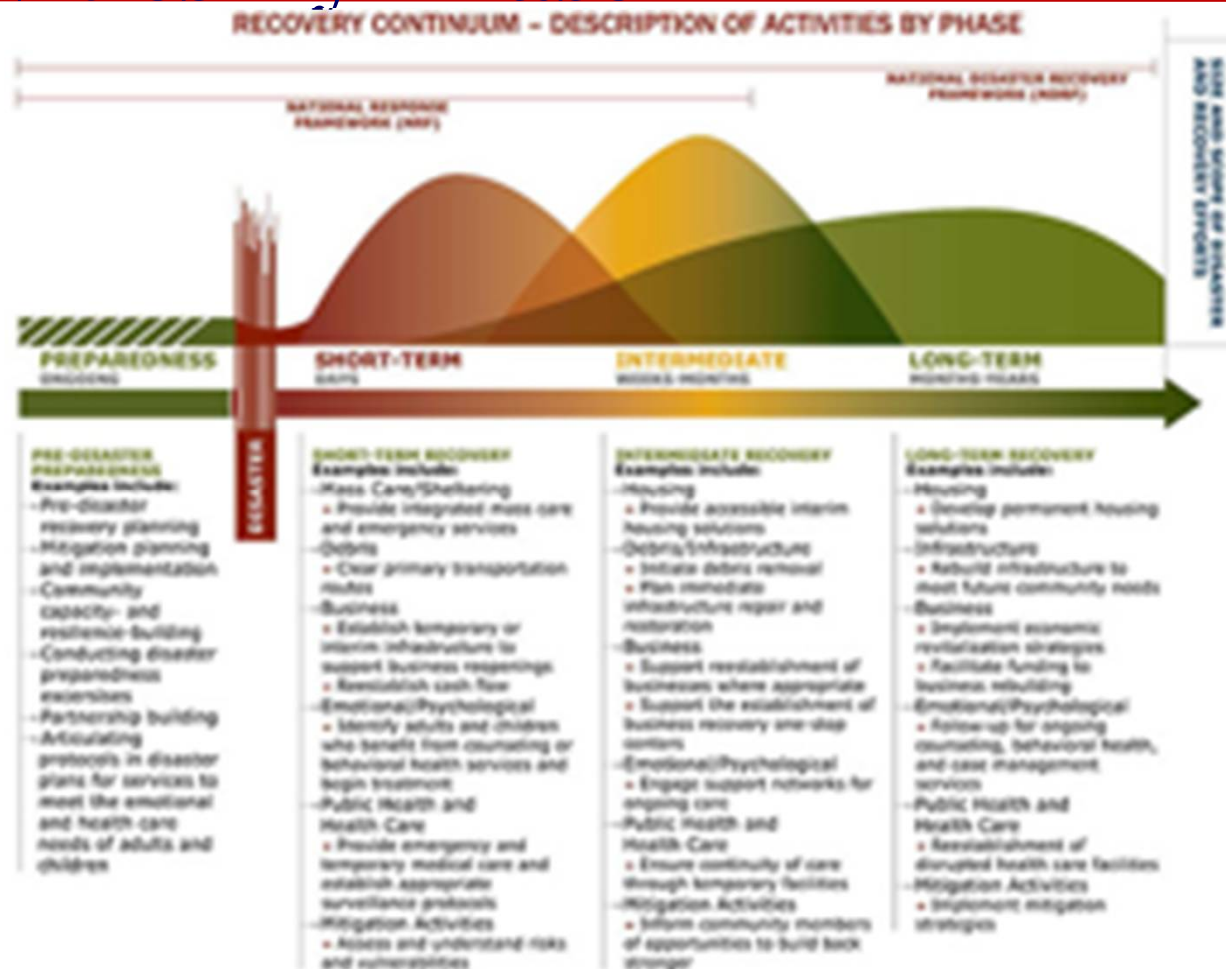 RECOVERY CONTINUUM – DESCRIPTION OF ACTIVITIES BY PHASE
NATIONAL DISASTER RECOVERY
FRAMEWORK (NDRF)
NATIONAL RESPONSE
FRAMEWORK (NRF)
SIZE AND SCOPE OF DISASTER
AND RECOVERY EFFORTS
PREPAREDNESS
ONGOING
SHORT-TERM
DAYS
INTERMEDIATE
WEEKS-MONTHS
LONG-TERM
MONTHS-YEARS
DISASTER
PRE-DISASTER
PREPAREDNESS
Examples include:
Pre-disaster
recovery planning
Mitigation planning
and implementation
Community
capacity- and
resilience-building
Conducting disaster
preparedness
exercises
Partnership building
Articulating
protocols in disaster
plans for services to
meet the emotional
and health care
needs of adults and
children
SHORT-TERM RECOVERY
Examples include:
Mass Care/Sheltering
• Provide integrated mass care
and emergency services
Debris
• Clear primary transportation
routes
Business
• Establish temporary or
interim infrastructure to
support business reopenings
• Reestablish cash flow
Emotional/Psychological
• Identify adults and children
who benefit from counseling or
behavioral health services and
begin treatment
Public Health and
Health Care
• Provide emergency and
temporary medical care and
establish appropriate
surveillance protocols
Mitigation Activities
• Assess and understand risks
and vulnerabilities
INTERMEDIATE RECOVERY
Examples include:
Housing
• Provide accessible interim
housing solutions
Debris/Infrastructure
• Initiate debris removal
• Plan immediate
infrastructure repair and
restoration
Business
• Support reestablishment of
businesses where appropriate
• Support the establishment of
business recovery one-stop
centers
Emotional/Psychological
• Engage support networks for
ongoing care
Public Health and
Health Care
• Ensure continuity of care
through temporary facilities
Mitigation Activities
• Inform community members
of opportunities to build back
stronger
LONG-TERM RECOVERY
Examples include:
Housing
• Develop permanent housing
solutions
Infrastructure
• Rebuild infrastructure to
meet future community needs
Business
• Implement economic
revitalization strategies
• Facilitate funding to
business rebuilding
Emotional/Psychological
• Follow-up for ongoing
counseling, behavioral health,
and case management
services
Public Health and
Health Care
• Reestablishment of
disrupted health care facilities
Mitigation Activities
• Implement mitigation
strategies